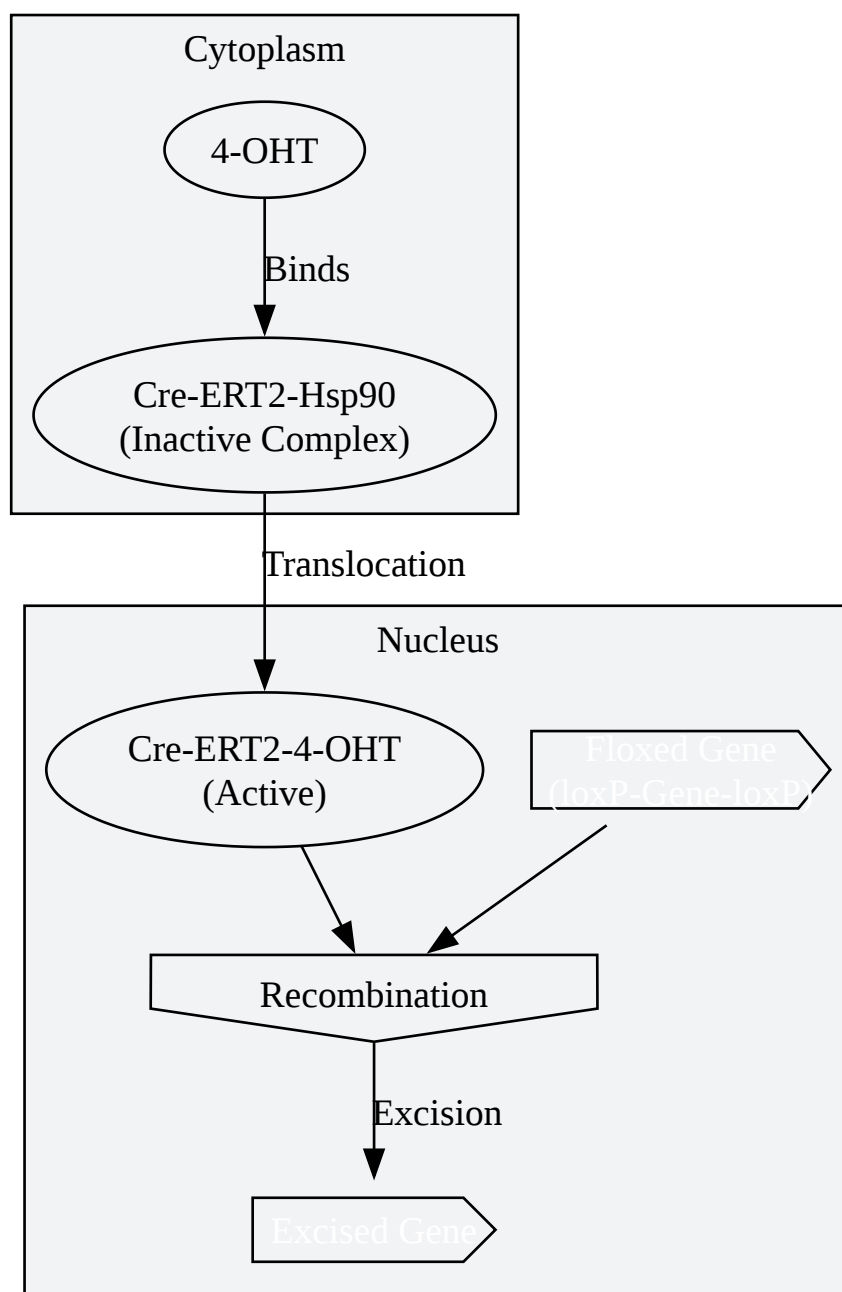 Cytoplasm
4-OHT
Binds
Cre-ERT2-Hsp90
(Inactive Complex)
Translocation
Nucleus
Cre-ERT2-4-OHT
(Active)
Floxed Gene
(loxP-Gene-loxP)
Recombination
Excision
Excised Gene